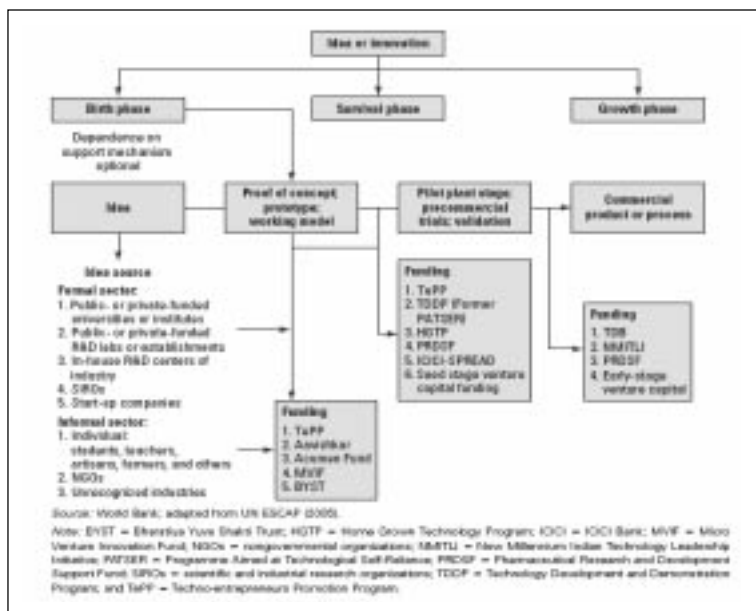 Idea or innovation
Birth phase
Survival phase
Growth phase
Dependence on
support mechanism
optional
Idea
Proof of concept;
prototype;
working model
Pilot plant stage;
precommercial
trials; validation
Commercial
product or process
Idea source
Formal sector:
1. Public- or private-funded
universities or institutes
2. Public- or private-funded
R&D labs or establishments
3. In-house R&D centers of
industry
4. SIROs
5. Start-up companies
Informal sector:
1. Individual:
students, teachers,
artisans, farmers, and others
2. NGOs
3. Unrecognized industries
Funding
1. TePP
2. Aavishkar
3. Acumen Fund
4. MVIF
5. BYST
Funding
1. TePP
2. TDDP (former
PATSER)
3. HGTP
4. PRDSF
5. ICICI-SPREAD
6. Seed stage venture
capital funding
Funding
1. TDB
2. NMITLI
3. PRDSF
4. Early-stage
venture capital
Source: World Bank; adapted from UN ESCAP (2005).
Note: BYST = Bharatiya Yuva Shakti Trust; HGTP = Home Grown Technology Program; ICICI = ICICI Bank; MVIF = Micro
Venture Innovation Fund; NGOs = nongovernmental organizations; NMITLI = New Millennium Indian Technology Leadership
Initiative; PATSER = Programme Aimed at Technological Self-Reliance; PRDSF = Pharmaceutical Research and Development
Support Fund; SIROs = scientific and industrial research organizations; TDDP = Technology Development and Demonstration
Program; and TePP = Techno-entrepreneurs Promotion Program.